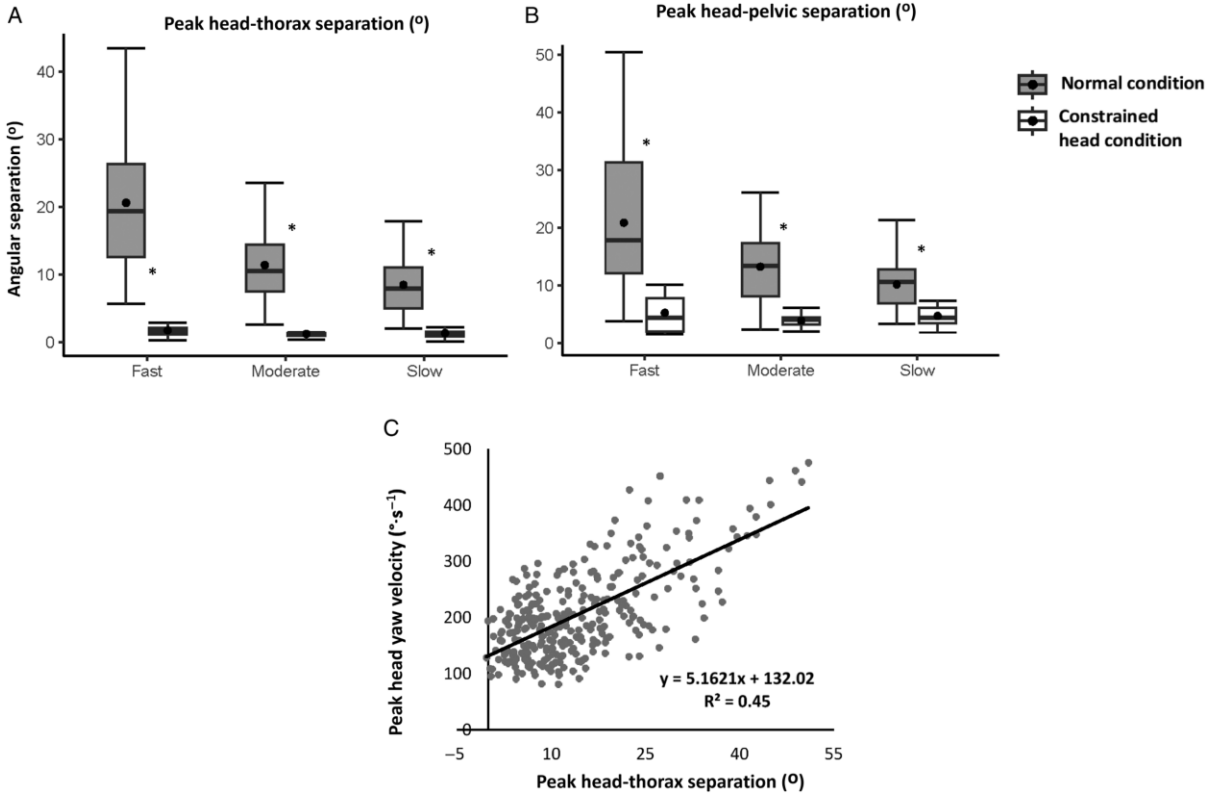 A
Peak head-thorax separation (º)
Angular separation (º)
40
30
20
10
0
*
*
*
Fast
Moderate
Slow
B
Peak head-pelvic separation (º)
50
40
30
20
10
0
*
*
*
Fast
Moderate
Slow
Normal condition
Constrained
head condition
C
Peak head yaw velocity (°·s⁻¹)
500
400
300
200
100
0
y = 5.1621x + 132.02
R² = 0.45
–5
10
25
40
55
Peak head-thorax separation (º)